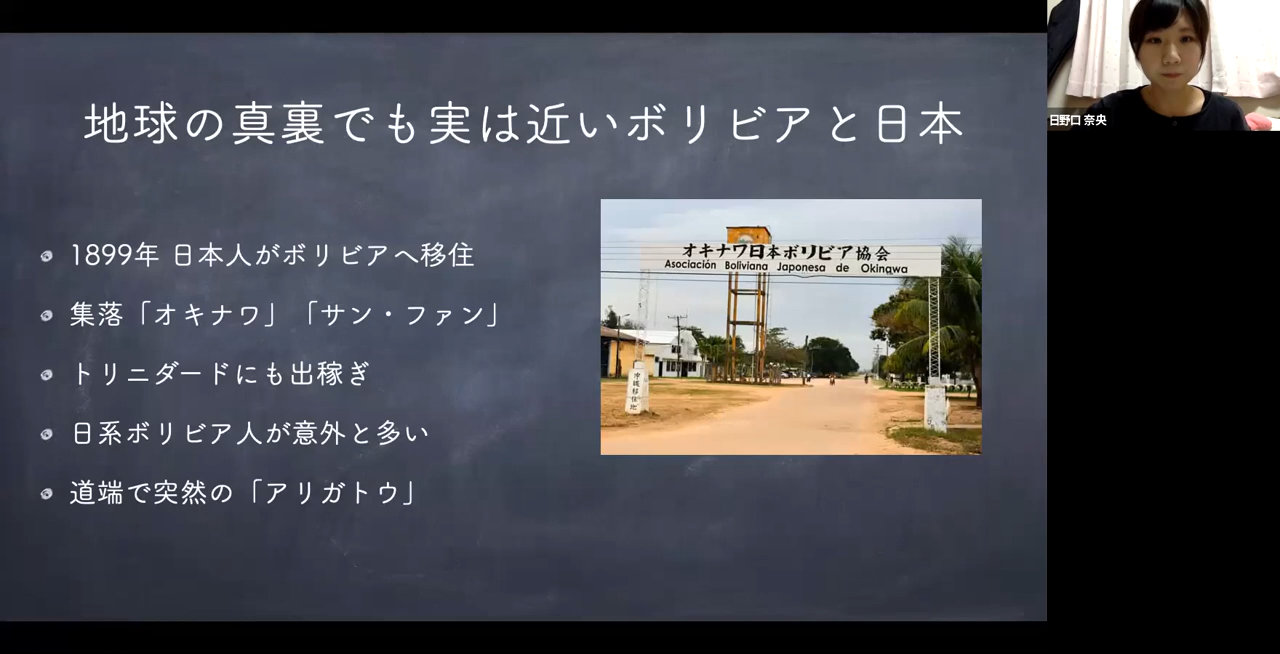 地球の真裏でも実は近いボリビアと日本
1899年 日本人がボリビアへ移住
集落「オキナワ」「サン・ファン」
トリニダードにも出稼ぎ
日系ボリビア人が意外と多い
道端で突然の「アリガトウ」
オキナワ日本ボリビア協会
Asociación Boliviana Japonesa de Okinawa
沖縄移住地
日野口 奈央